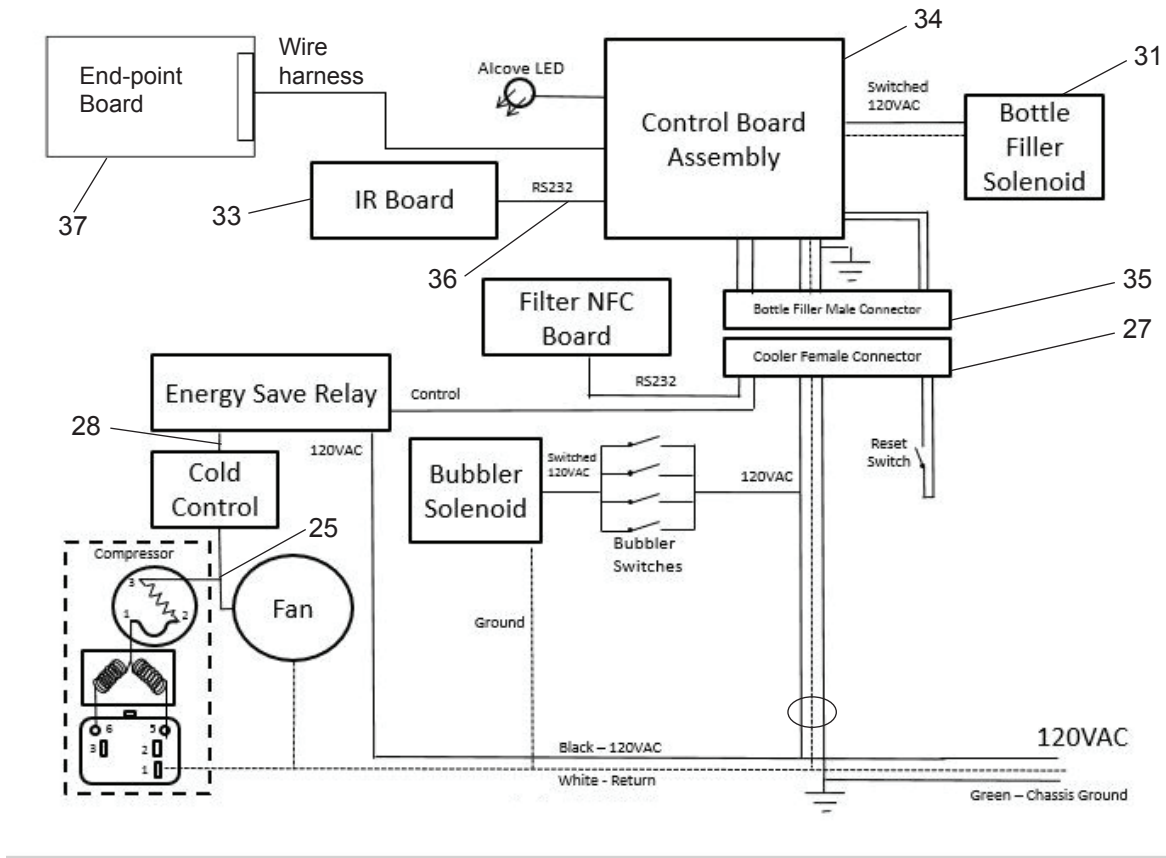 34
31
37
33
36
35
27
28
25
End-point
Board
Wire
harness
Alcove LED
Control Board
Assembly
Switched
120VAC
Bottle
Filler
Solenoid
IR Board
RS232
Filter NFC
Board
Bottle Filler Male Connector
Cooler Female Connector
RS232
Energy Save Relay
Control
120VAC
Cold
Control
Bubbler
Solenoid
Switched
120VAC
120VAC
Reset
Switch
Bubbler
Switches
Compressor
3
1
2
Fan
Ground
6
5
3
2
1
Black – 120VAC
White - Return
120VAC
Green – Chassis Ground